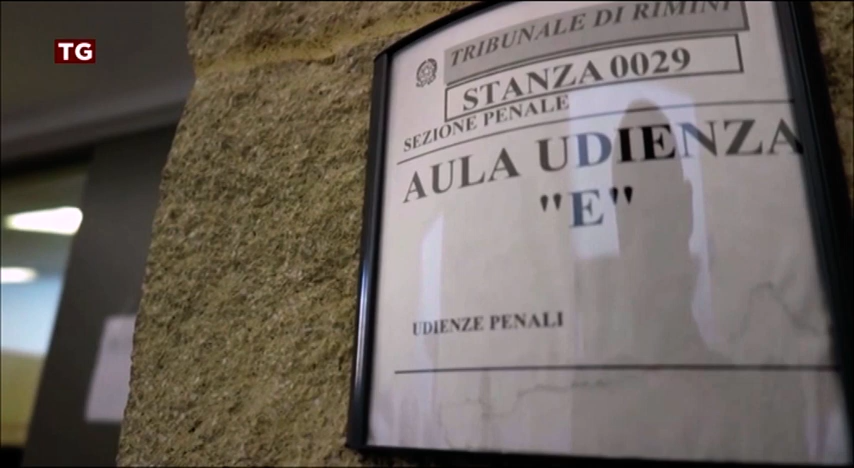 TG
TRIBUNALE DI RIMINI
STANZA 0029
SEZIONE PENALE
AULA UDIENZA
"E"
UDIENZE PENALI